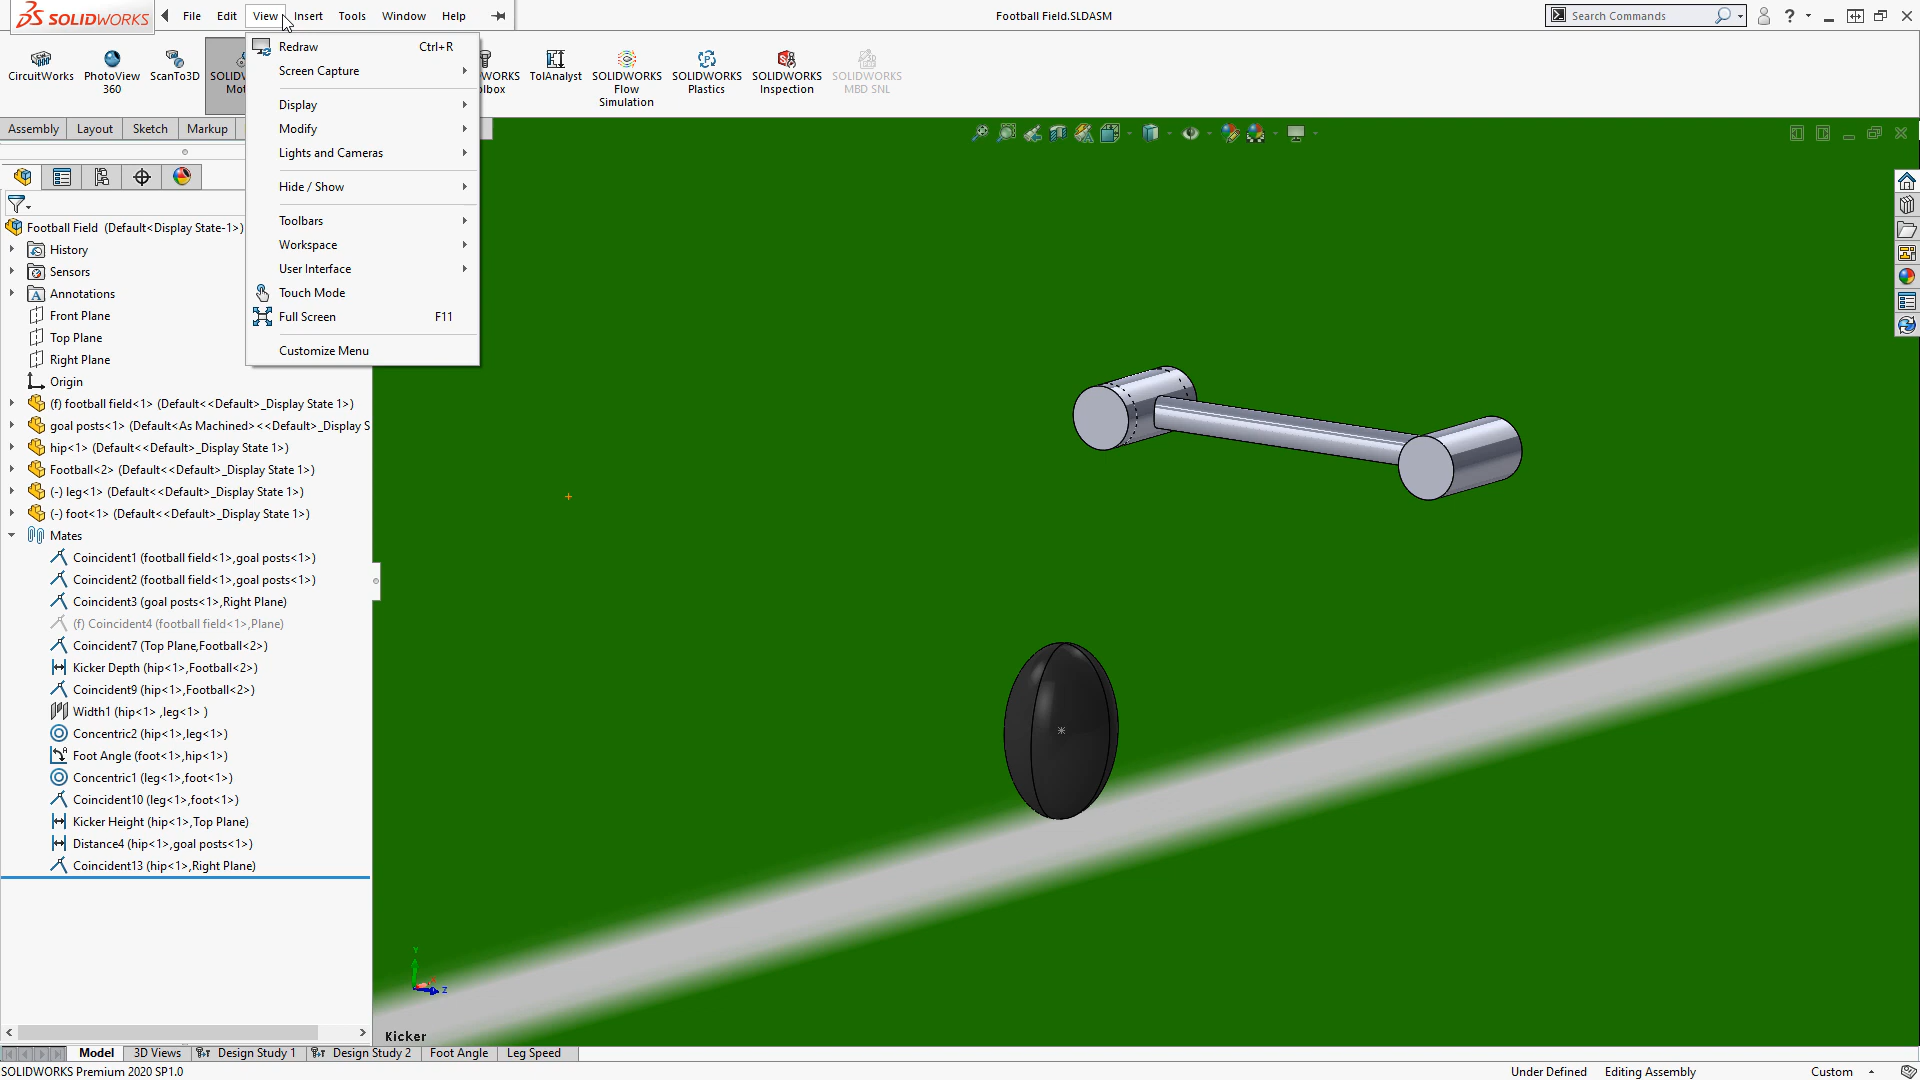 SOLIDWORKS File Edit View Insert Tools Window Help
Football Field.SLDASM
Search Commands
CircuitWorks
PhotoView
360
ScanTo3D
TolAnalyst
SOLIDWORKS
Flow
Simulation
SOLIDWORKS
Plastics
SOLIDWORKS
Inspection
SOLIDWORKS
MBD SNL
Assembly Layout Sketch Markup
Redraw Ctrl+R
Screen Capture
Display
Modify
Lights and Cameras
Hide / Show
Toolbars
Workspace
User Interface
Touch Mode
Full Screen F11
Customize Menu
Football Field (Default<Display State-1>)
History
Sensors
Annotations
Front Plane
Top Plane
Right Plane
Origin
(f) football field<1> (Default<<Default>_Display State 1>)
goal posts<1> (Default<As Machined><<Default>_Display S
hip<1> (Default<<Default>_Display State 1>)
Football<2> (Default<<Default>_Display State 1>)
(-) leg<1> (Default<<Default>_Display State 1>)
(-) foot<1> (Default<<Default>_Display State 1>)
Mates
Coincident1 (football field<1>,goal posts<1>)
Coincident2 (football field<1>,goal posts<1>)
Coincident3 (goal posts<1>,Right Plane)
(f) Coincident4 (football field<1>,Plane)
Coincident7 (Top Plane,Football<2>)
Kicker Depth (hip<1>,Football<2>)
Coincident9 (hip<1>,Football<2>)
Width1 (hip<1> ,leg<1> )
Concentric2 (hip<1>,leg<1>)
Foot Angle (foot<1>,hip<1>)
Concentric1 (leg<1>,foot<1>)
Coincident10 (leg<1>,foot<1>)
Kicker Height (hip<1>,Top Plane)
Distance4 (hip<1>,goal posts<1>)
Coincident13 (hip<1>,Right Plane)
Y
Z
Kicker
Model 3D Views Design Study 1 Design Study 2 Foot Angle Leg Speed
SOLIDWORKS Premium 2020 SP1.0
Under Defined Editing Assembly Custom